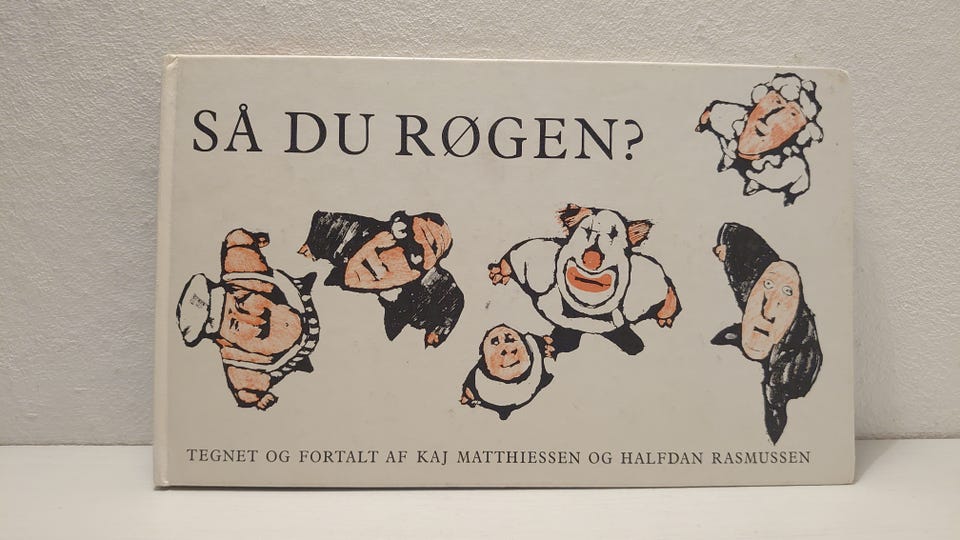 SÅ DU RØGEN?
TEGNET OG FORTALT AF KAJ MATTHIESSEN OG HALFDAN RASMUSSEN